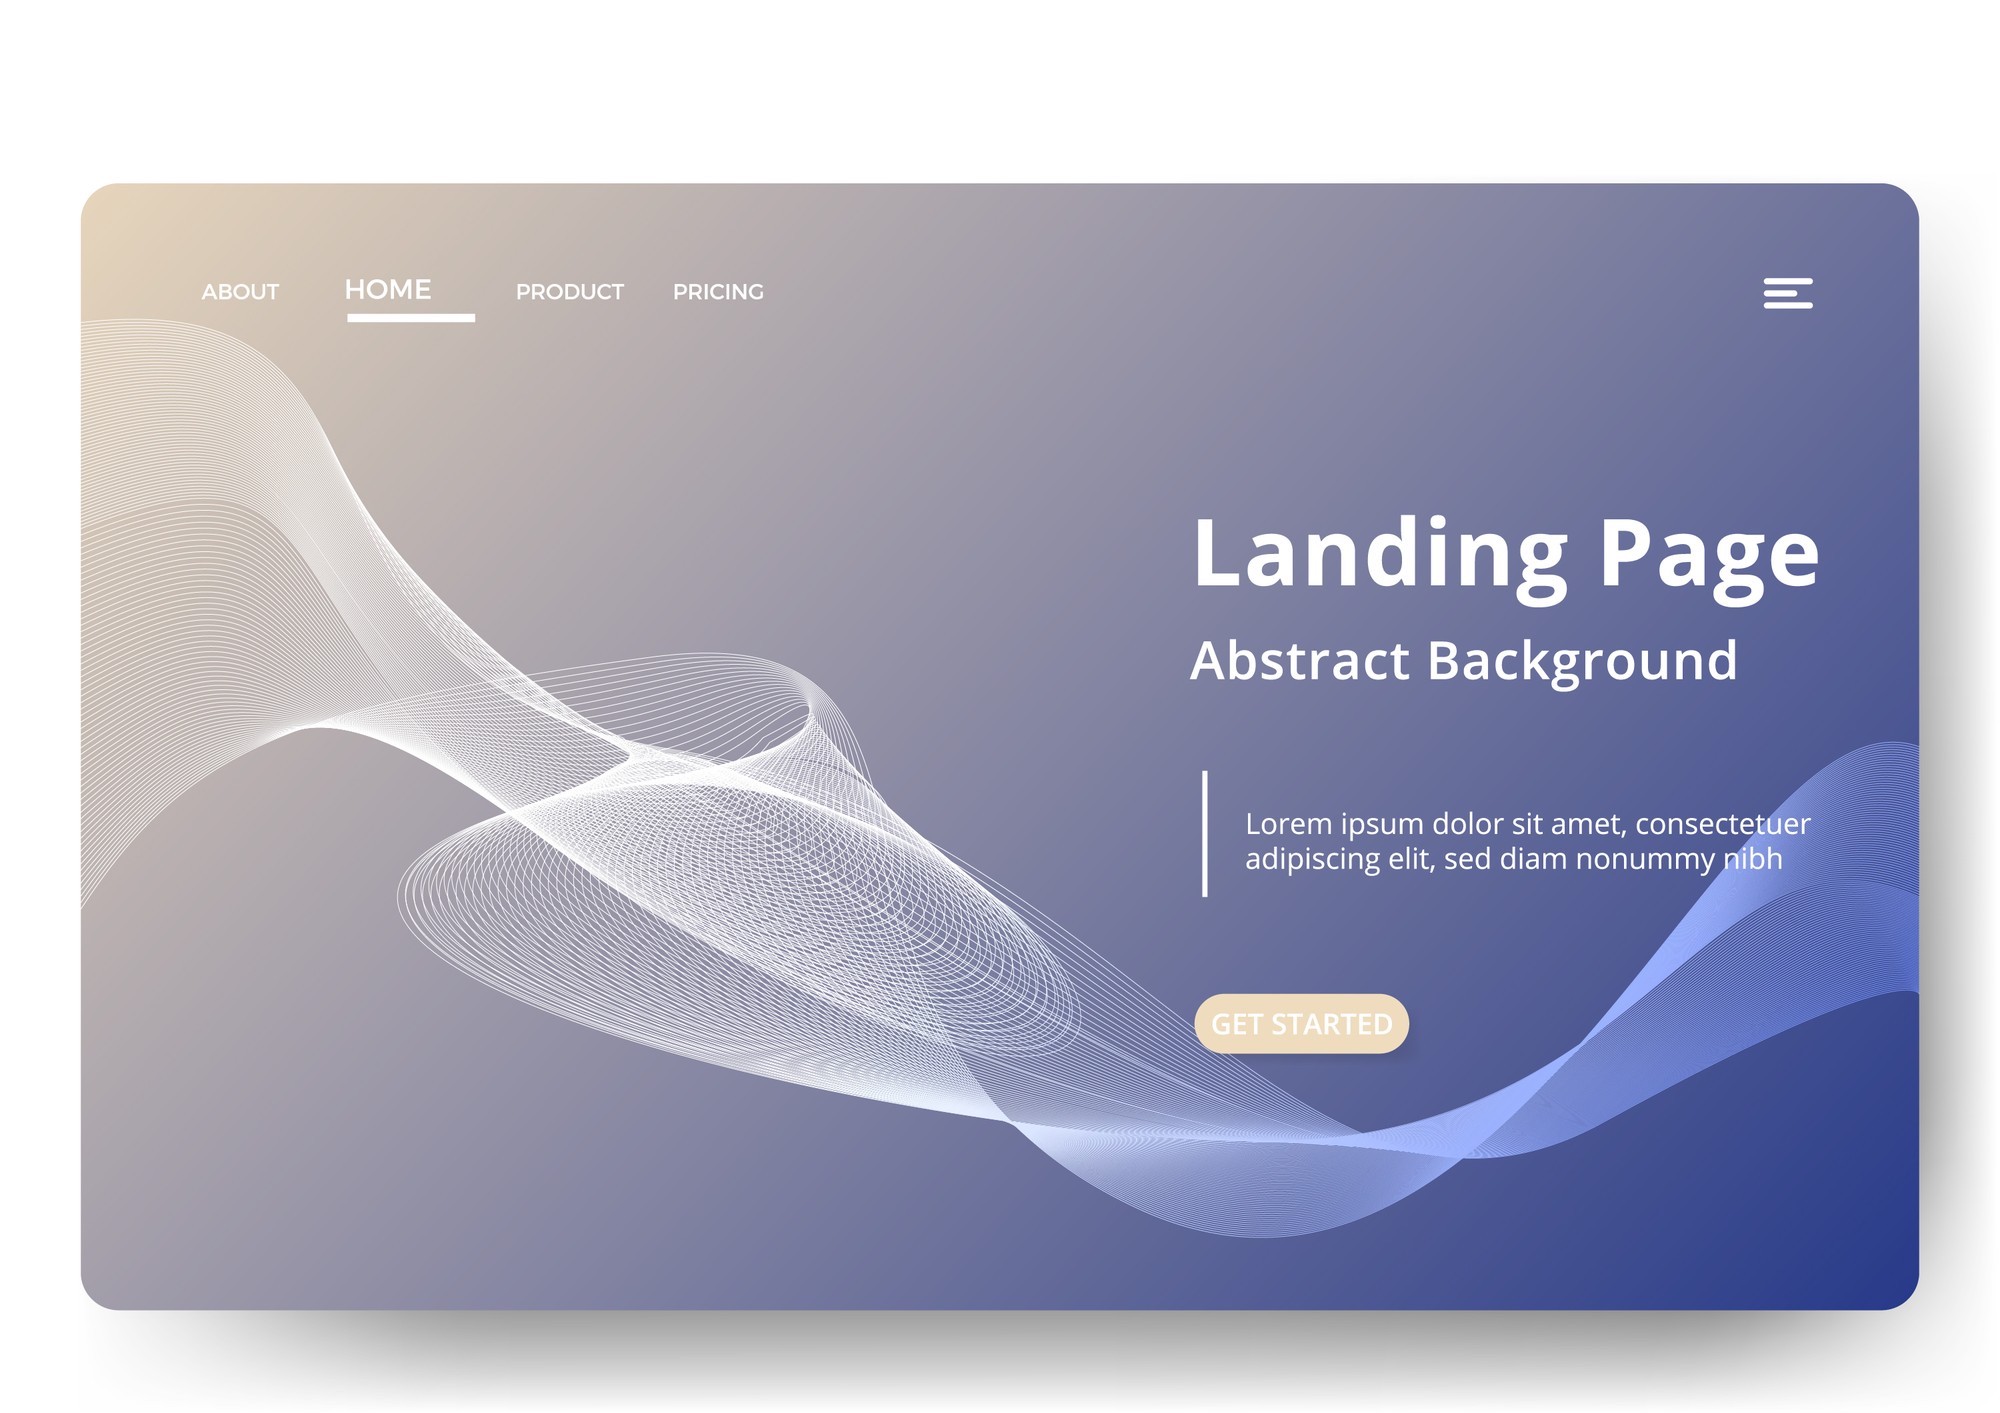 ABOUT HOME PRODUCT PRICING
Landing Page
Abstract Background
Lorem ipsum dolor sit amet, consectetuer
adipiscing elit, sed diam nonummy nibh
GET STARTED